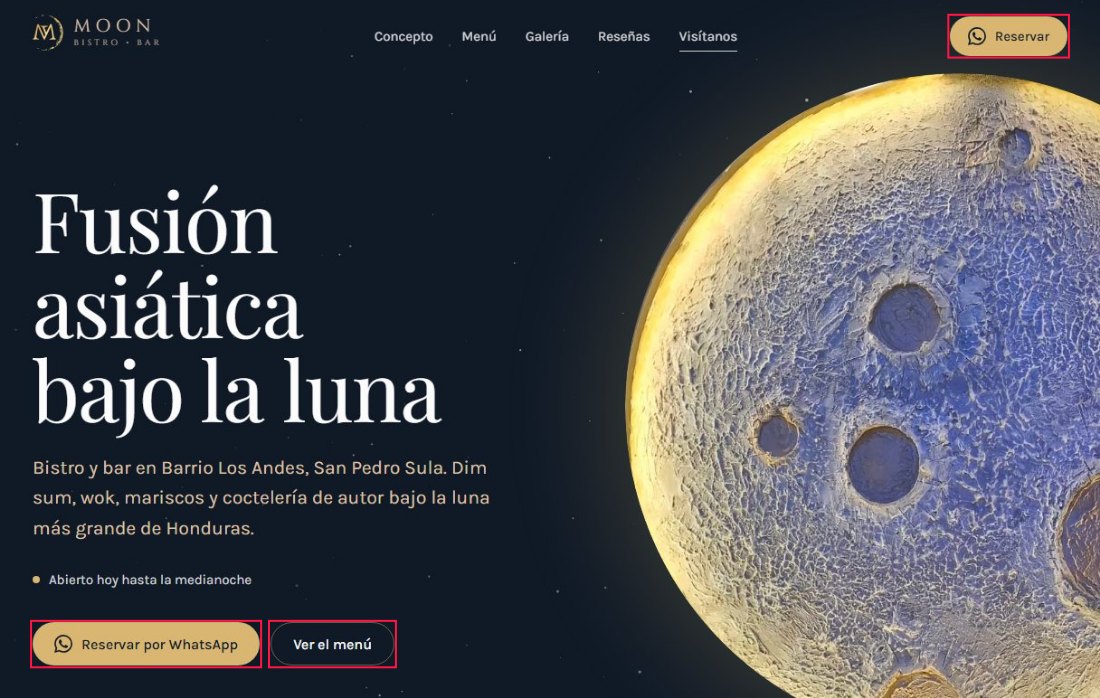 MOON
BISTRO • BAR
Concepto
Menú
Galería
Reseñas
Visítanos
Reservar
Fusión
asiática
bajo la luna
Bistro y bar en Barrio Los Andes, San Pedro Sula. Dim
sum, wok, mariscos y coctelería de autor bajo la luna
más grande de Honduras.
Abierto hoy hasta la medianoche
Reservar por WhatsApp
Ver el menú